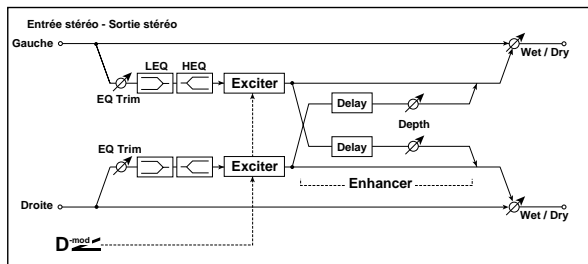 Entrée stéréo - Sortie stéréo
Gauche
Wet / Dry
LEQ HEQ
EQ Trim
Exciter
Delay
Depth
EQ Trim
Delay
Exciter
Enhancer
Droite
Wet / Dry
D-mod